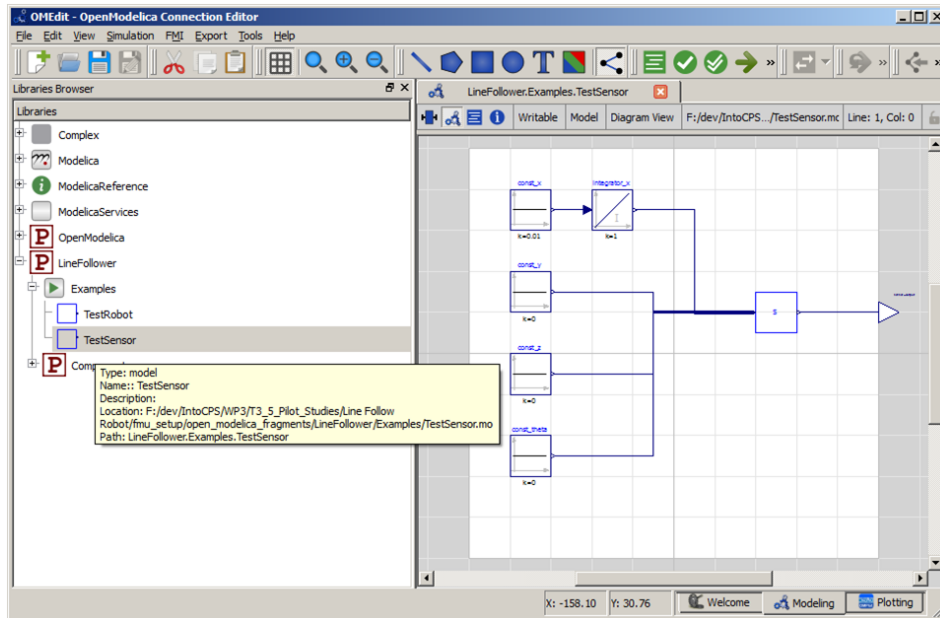 OMEdit - OpenModelica Connection Editor
File Edit View Simulation FMI Export Tools Help
T
Libraries Browser
LineFollower.Examples.TestSensor
Libraries
Writable Model Diagram View F:/dev/IntoCPS.../TestSensor.mc Line: 1, Col: 0
Complex
Modelica
ModelicaReference
ModelicaServices
P OpenModelica
P LineFollower
Examples
TestRobot
TestSensor
P Comp
Type: model
Name:: TestSensor
Description:
Location: F:/dev/IntoCPS/WP3/T3_5_Pilot_Studies/Line Follow
Robot/fmu_setup/open_modelica_fragments/LineFollower/Examples/TestSensor.mo
Path: LineFollower.Examples.TestSensor
const_x integrator_x
I
k=0.01 k=1
const_y
k=0
S
const_z
k=0
const_theta
k=0
X: -158.10 Y: 30.76 Welcome Modeling Plotting